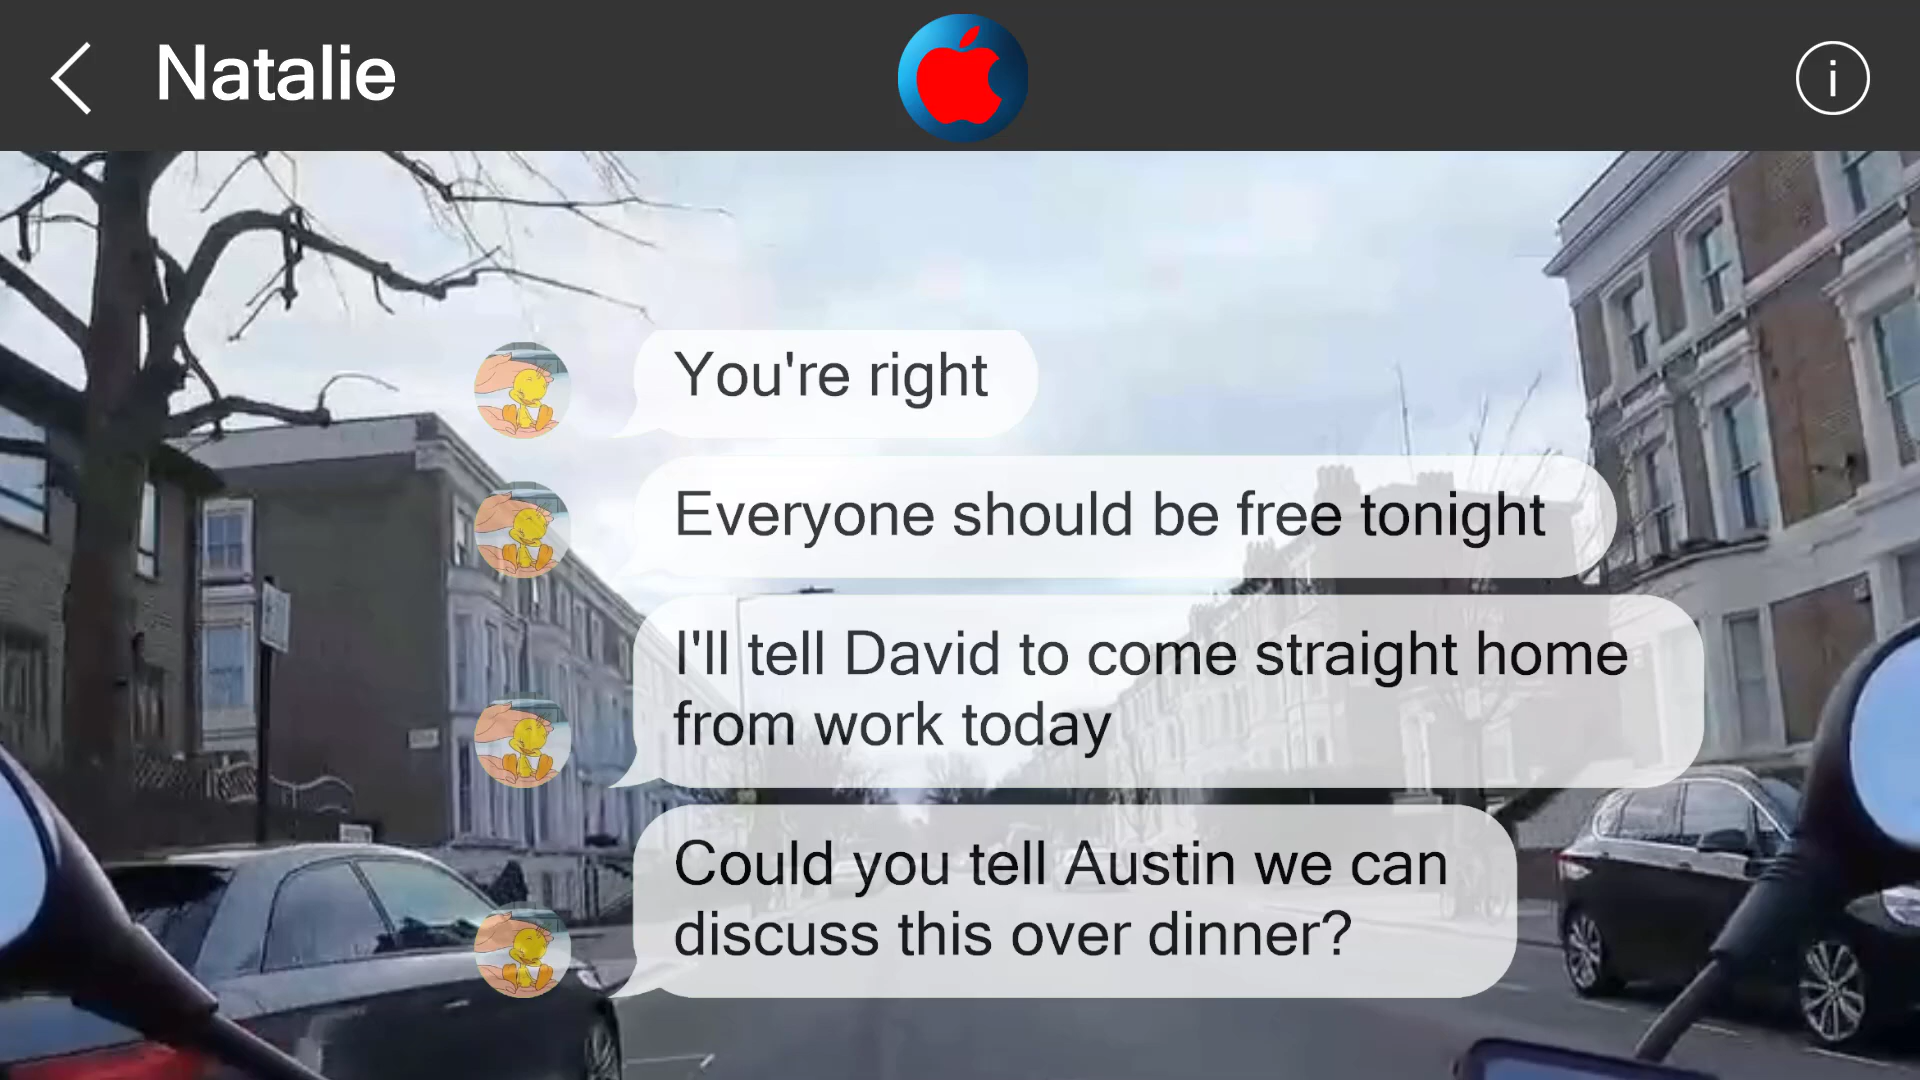 Natalie
i
You're right
Everyone should be free tonight
I'll tell David to come straight home
from work today
Could you tell Austin we can
discuss this over dinner?